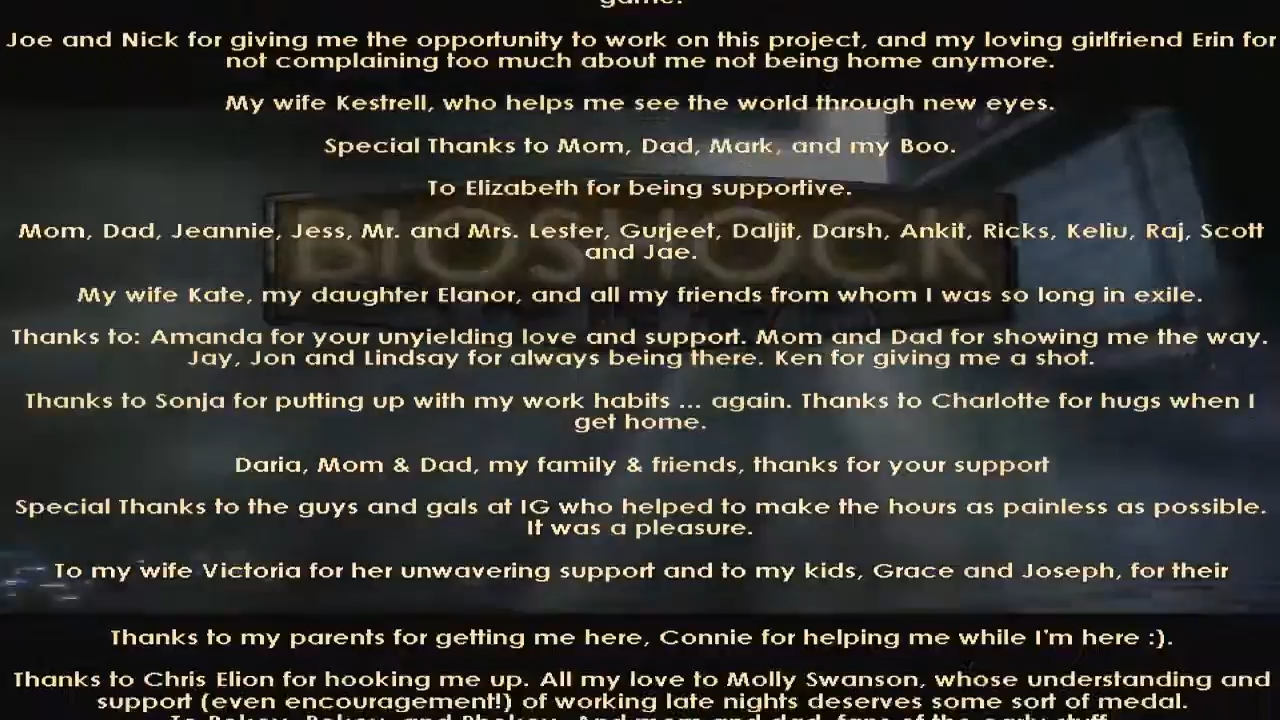 game.
Joe and Nick for giving me the opportunity to work on this project, and my loving girlfriend Erin for
not complaining too much about me not being home anymore.
My wife Kestrell, who helps me see the world through new eyes.
Special Thanks to Mom, Dad, Mark, and my Boo.
To Elizabeth for being supportive.
BIOSHOCK
Mom, Dad, Jeannie, Jess, Mr. and Mrs. Lester, Gurjeet, Daljit, Darsh, Ankit, Ricks, Keliu, Raj, Scott
and Jae.
My wife Kate, my daughter Elanor, and all my friends from whom I was so long in exile.
Thanks to: Amanda for your unyielding love and support. Mom and Dad for showing me the way.
Jay, Jon and Lindsay for always being there. Ken for giving me a shot.
Thanks to Sonja for putting up with my work habits ... again. Thanks to Charlotte for hugs when I
get home.
Daria, Mom & Dad, my family & friends, thanks for your support
Special Thanks to the guys and gals at IG who helped to make the hours as painless as possible.
It was a pleasure.
To my wife Victoria for her unwavering support and to my kids, Grace and Joseph, for their
Thanks to my parents for getting me here, Connie for helping me while I'm here :).
Thanks to Chris Elion for hooking me up. All my love to Molly Swanson, whose understanding and
support (even encouragement!) of working late nights deserves some sort of medal.
And mom and dad, fans of the early stuff.